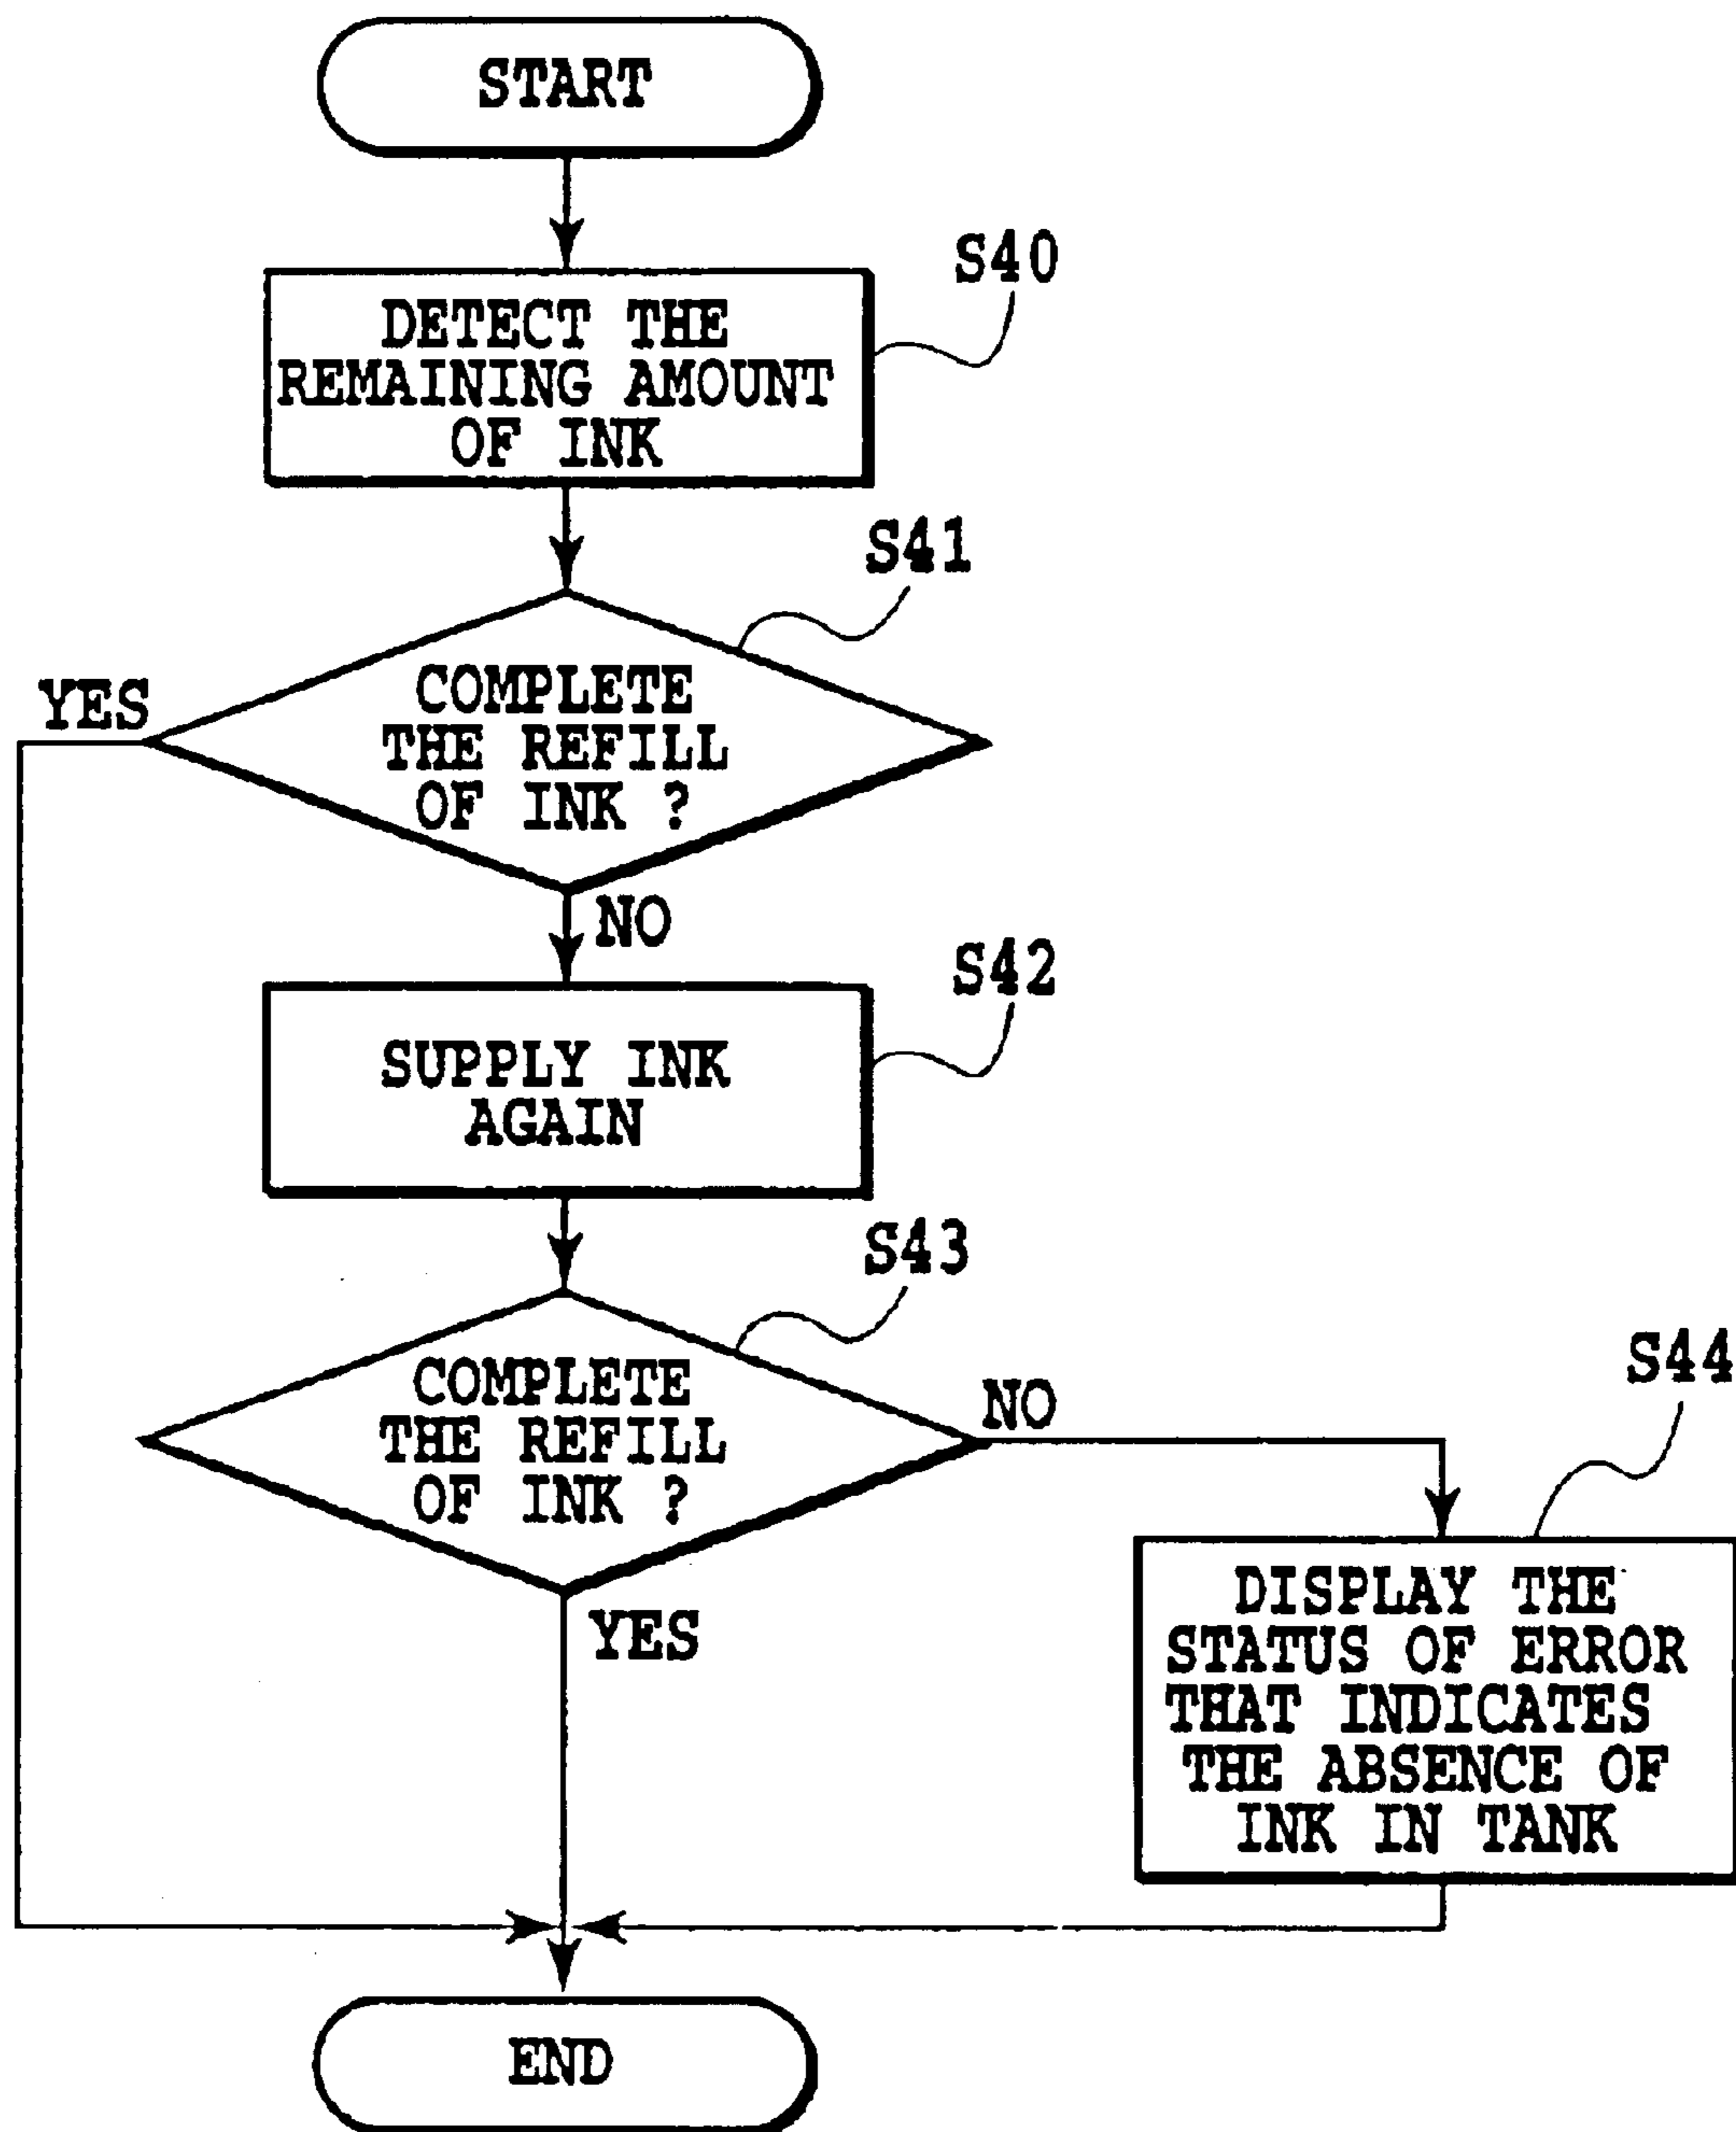 START
S40
DETECT THE
REMAINING AMOUNT
OF INK
S41
YES
COMPLETE
THE REFILL
OF INK ?
NO
S42
SUPPLY INK
AGAIN
S43
COMPLETE
THE REFILL
OF INK ?
NO
S44
YES
DISPLAY THE
STATUS OF ERROR
THAT INDICATES
THE ABSENCE OF
INK IN TANK
END